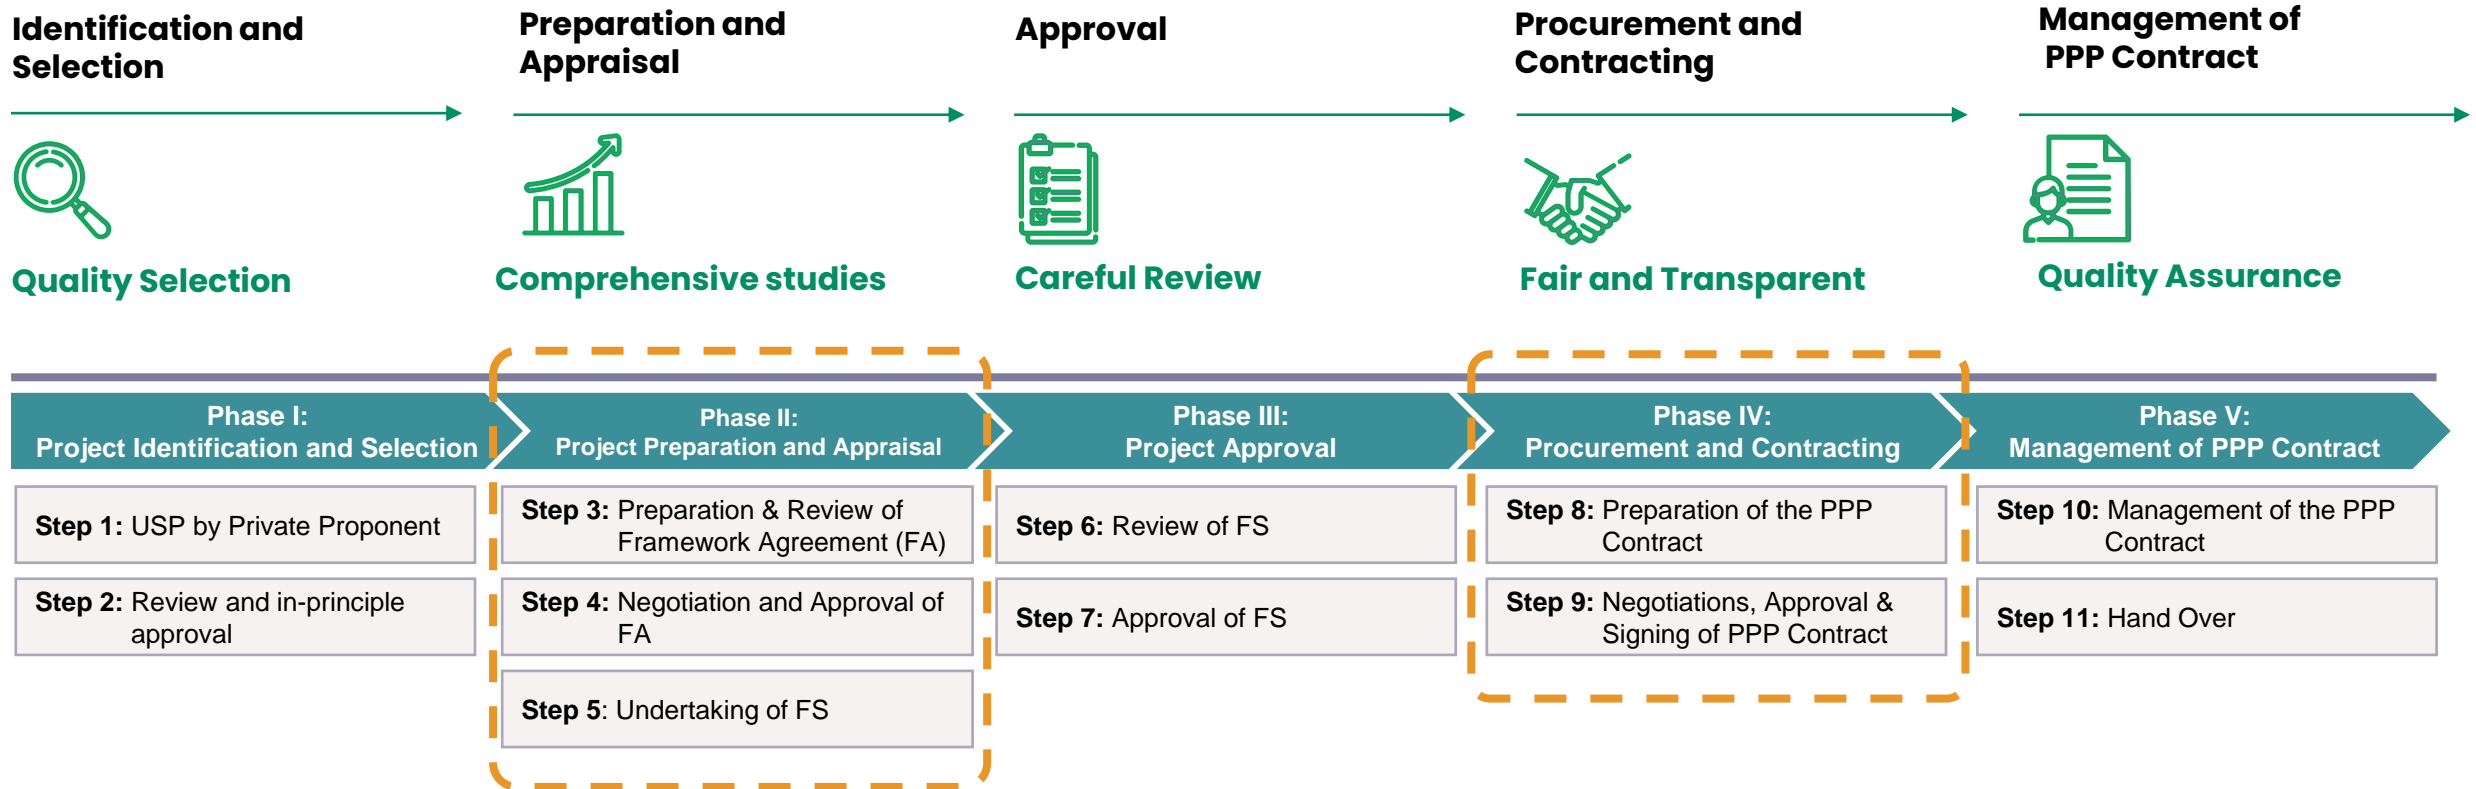 Identification and
Selection
Preparation and
Appraisal
Approval
Procurement and
Contracting
Management of
PPP Contract
Quality Selection
Comprehensive studies
Careful Review
Fair and Transparent
Quality Assurance
Phase I:
Project Identification and Selection
Phase II:
Project Preparation and Appraisal
Phase III:
Project Approval
Phase IV:
Procurement and Contracting
Phase V:
Management of PPP Contract
Step 1: USP by Private Proponent
Step 2: Review and in-principle
approval
Step 3: Preparation & Review of
Framework Agreement (FA)
Step 4: Negotiation and Approval of
FA
Step 5: Undertaking of FS
Step 6: Review of FS
Step 7: Approval of FS
Step 8: Preparation of the PPP
Contract
Step 9: Negotiations, Approval &
Signing of PPP Contract
Step 10: Management of the PPP
Contract
Step 11: Hand Over